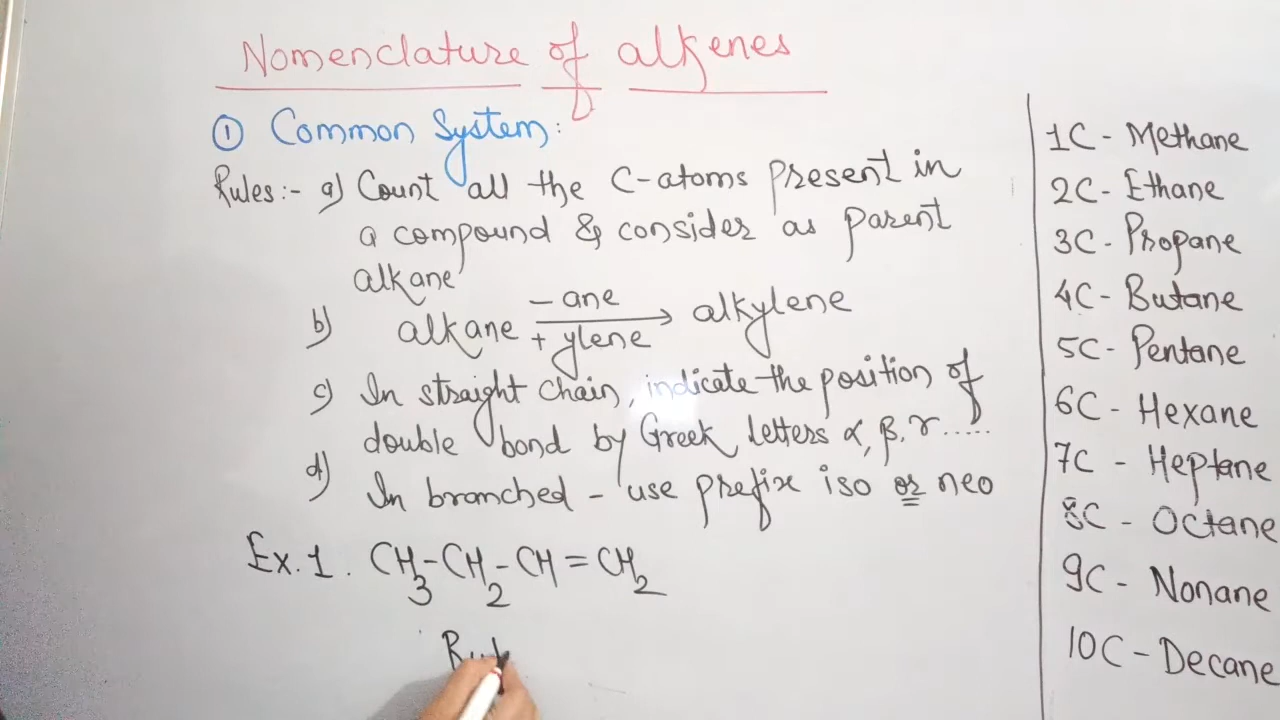 Nomenclature of alkenes
① Common System:
Rules:- a) Count all the C-atoms present in
a compound & consider as parent
alkane
b) alkane - ane + ylene → alkylene
c) In straight chain, indicate the position of
double bond by Greek letters α, β, γ.....
d) In branched - use prefix iso or neo
Ex. 1. CH3-CH2-CH=CH2
But
1C - Methane
2C - Ethane
3C - Propane
4C - Butane
5C - Pentane
6C - Hexane
7C - Heptane
8C - Octane
9C - Nonane
10C - Decane